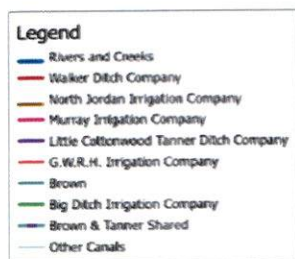 Legend
Rivers and Creeks
Walker Ditch Company
North Jordan Irrigation Company
Murray Irrigation Company
Little Cottonwood Tanner Ditch Company
G.W.R.H. Irrigation Company
Brown
Big Ditch Irrigation Company
Brown & Tanner Shared
Other Canals